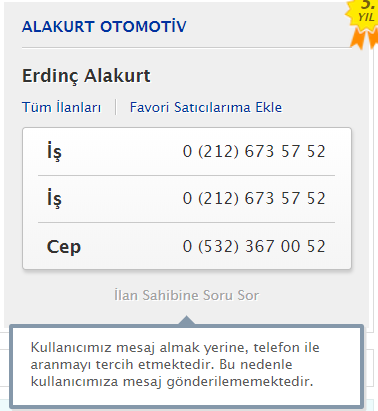 5.
YIL
ALAKURT OTOMOTİV
Erdinç Alakurt
Tüm İlanları Favori Satıcılarıma Ekle
İş 0 (212) 673 57 52
İş 0 (212) 673 57 52
Cep 0 (532) 367 00 52
İlan Sahibine Soru Sor
Kullanıcımız mesaj almak yerine, telefon ile
aranmayı tercih etmektedir. Bu nedenle
kullanıcımıza mesaj gönderilememektedir.